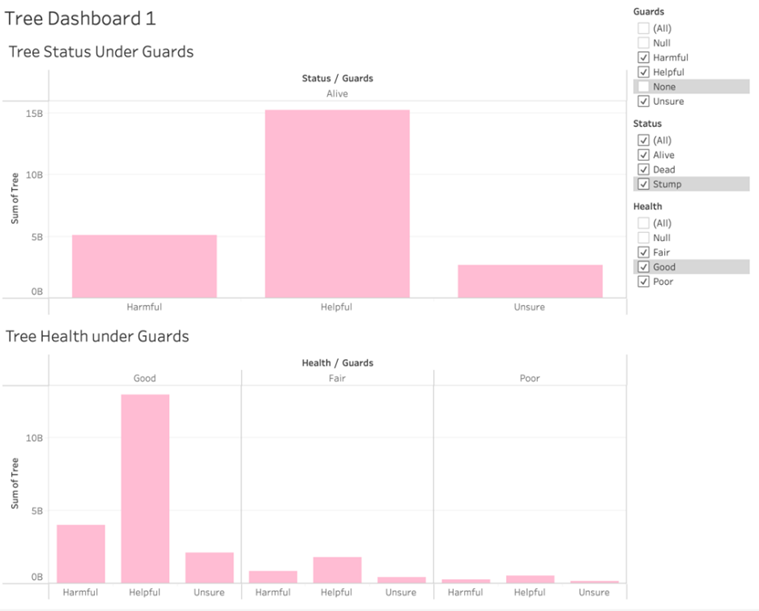 Tree Dashboard 1
Tree Status Under Guards
Status / Guards
Alive
15B
10B
5B
0B
Sum of Tree
Harmful Helpful Unsure
Tree Health under Guards
Health / Guards
Good Fair Poor
10B
5B
0B
Sum of Tree
Harmful Helpful Unsure Harmful Helpful Unsure Harmful Helpful Unsure
Guards
(All)
Null
Harmful
Helpful
None
Unsure
Status
(All)
Alive
Dead
Stump
Health
(All)
Null
Fair
Good
Poor